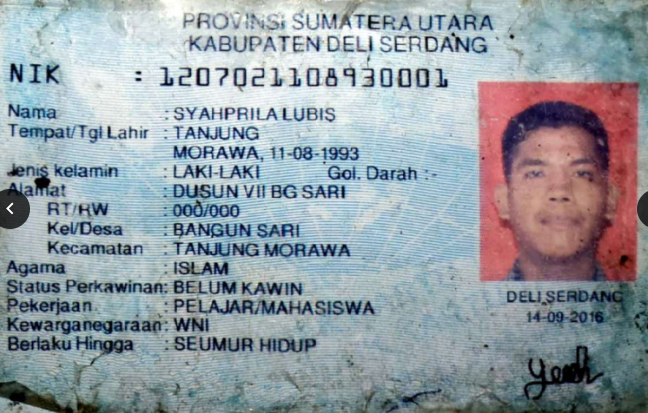 PROVINSI SUMATERA UTARA
KABUPATEN DELI SERDANG
NIK : 1207021108930001
Nama : SYAHPRILA LUBIS
Tempat/Tgl Lahir : TANJUNG
MORAWA, 11-08-1993
Jenis kelamin : LAKI-LAKI Gol. Darah :-
Alamat : DUSUN VII BG SARI
RT/RW : 000/000
Kel/Desa : BANGUN SARI
Kecamatan : TANJUNG MORAWA
Agama : ISLAM
Status Perkawinan: BELUM KAWIN
Pekerjaan : PELAJAR/MAHASISWA
Kewarganegaraan: WNI
Berlaku Hingga : SEUMUR HIDUP
DELI SERDANG
14-09-2016